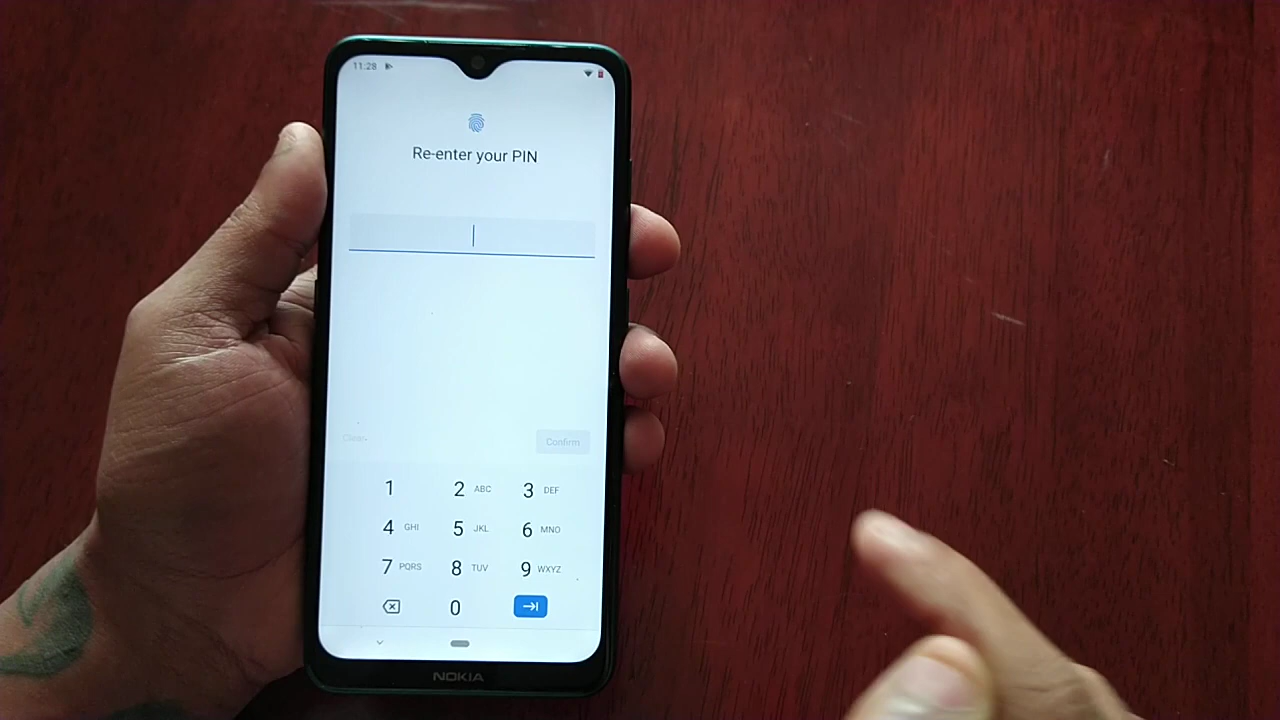 11:28
Re-enter your PIN
Clear
Confirm
1 2 ABC 3 DEF
4 GHI 5 JKL 6 MNO
7 PQRS 8 TUV 9 WXYZ
0
NOKIA